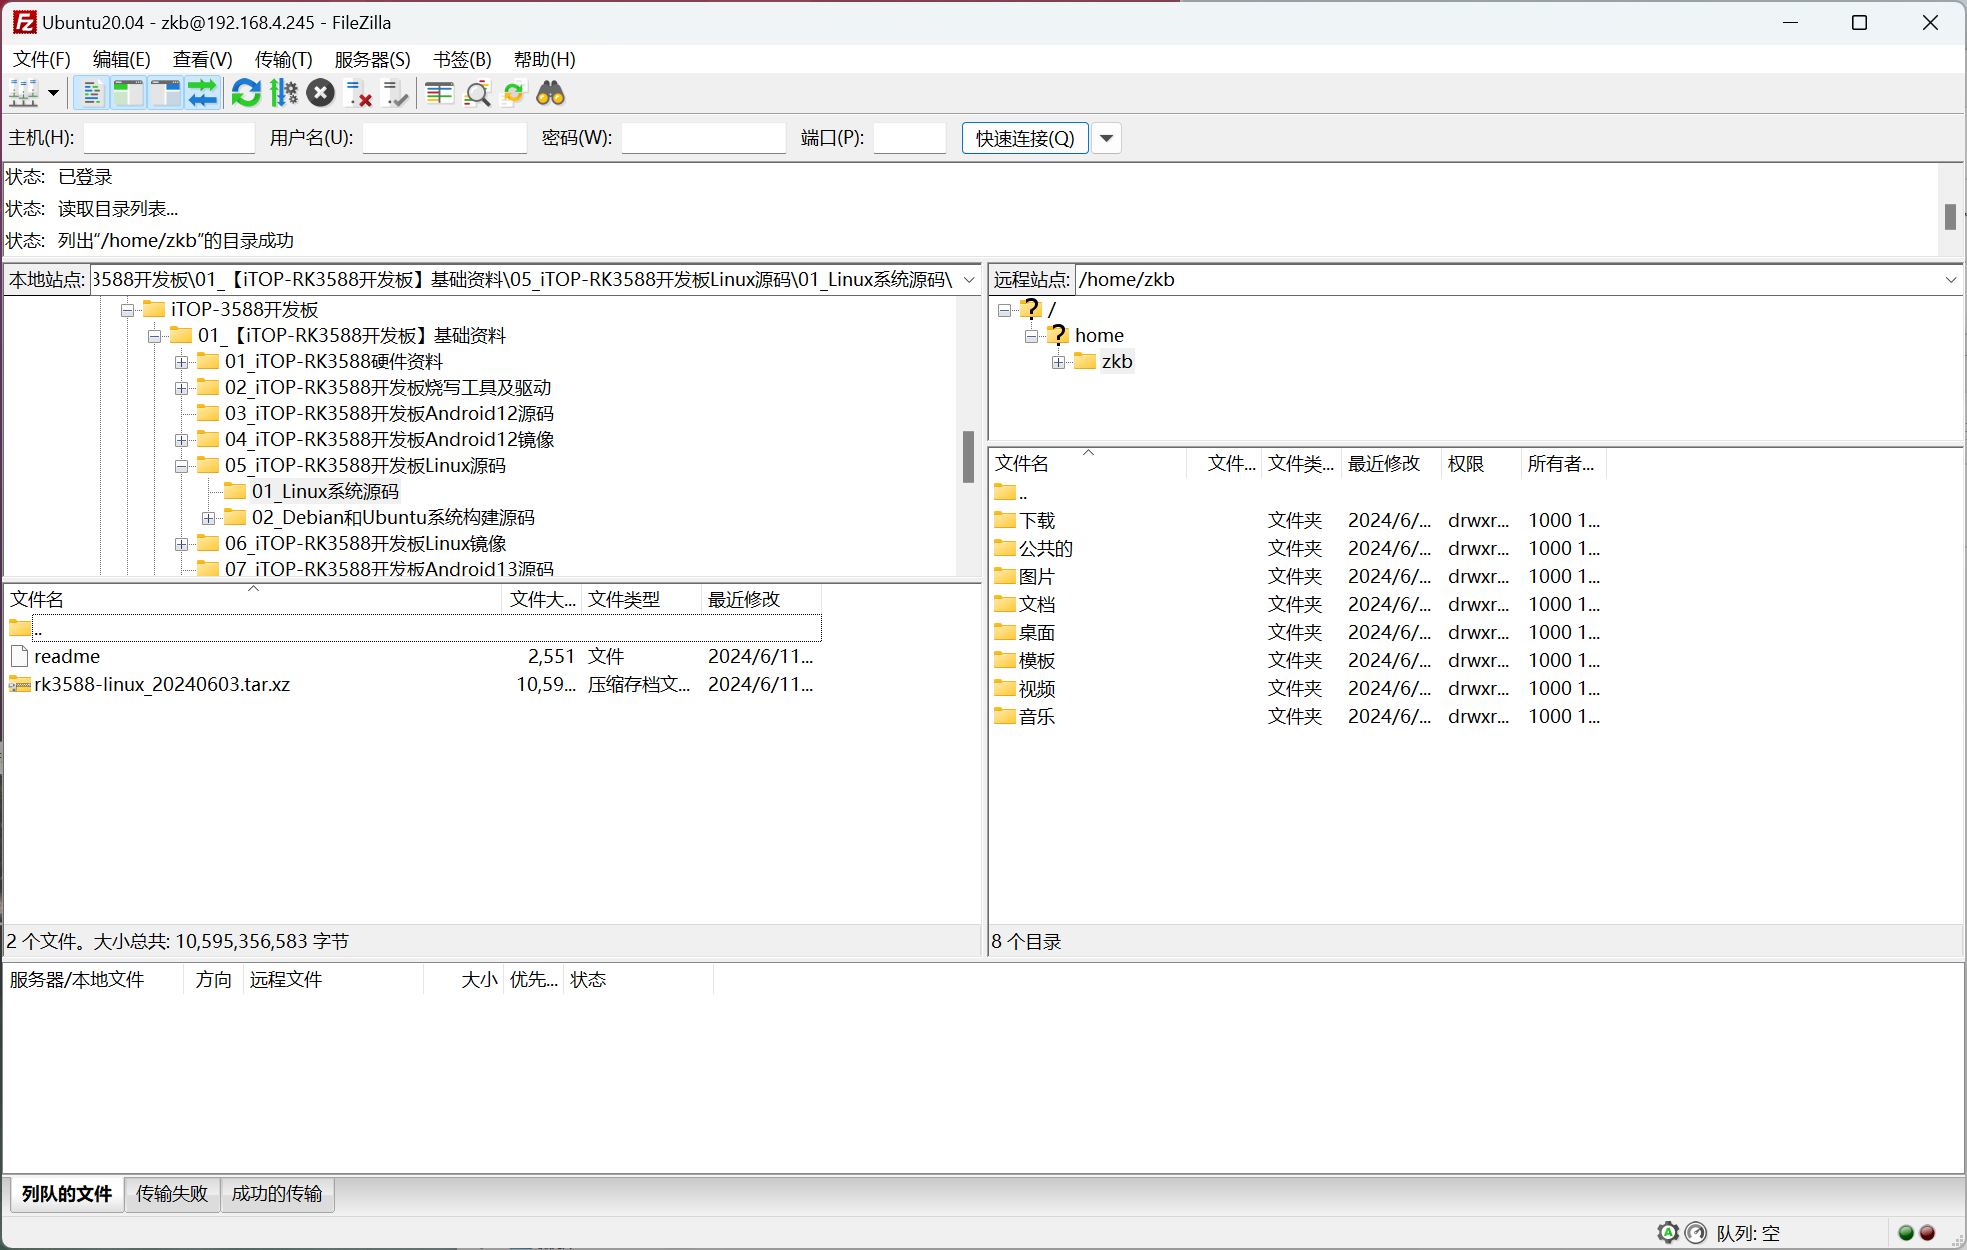 Ubuntu20.04 - zkb@192.168.4.245 - FileZilla
文件(F) 编辑(E) 查看(V) 传输(T) 服务器(S) 书签(B) 帮助(H)
主机(H): 用户名(U): 密码(W): 端口(P): 快速连接(Q)
状态: 已登录
状态: 读取目录列表...
状态: 列出“/home/zkb”的目录成功
本地站点: 3588开发板\01_【iTOP-RK3588开发板】基础资料\05_iTOP-RK3588开发板Linux源码\01_Linux系统源码\
iTOP-3588开发板
01_【iTOP-RK3588开发板】基础资料
01_iTOP-RK3588硬件资料
02_iTOP-RK3588开发板烧写工具及驱动
03_iTOP-RK3588开发板Android12源码
04_iTOP-RK3588开发板Android12镜像
05_iTOP-RK3588开发板Linux源码
01_Linux系统源码
02_Debian和Ubuntu系统构建源码
06_iTOP-RK3588开发板Linux镜像
07_iTOP-RK3588开发板Android13源码
文件名 文件大... 文件类型 最近修改
..
readme 2,551 文件 2024/6/11...
rk3588-linux_20240603.tar.xz 10,59... 压缩存档文... 2024/6/11...
2 个文件。大小总共: 10,595,356,583 字节
远程站点: /home/zkb
/
home
zkb
文件名 文件... 文件类... 最近修改 权限 所有者...
..
下载 文件夹 2024/6/... drwxr... 1000 1...
公共的 文件夹 2024/6/... drwxr... 1000 1...
图片 文件夹 2024/6/... drwxr... 1000 1...
文档 文件夹 2024/6/... drwxr... 1000 1...
桌面 文件夹 2024/6/... drwxr... 1000 1...
模板 文件夹 2024/6/... drwxr... 1000 1...
视频 文件夹 2024/6/... drwxr... 1000 1...
音乐 文件夹 2024/6/... drwxr... 1000 1...
8 个目录
服务器/本地文件 方向 远程文件 大小 优先... 状态
列队的文件 传输失败 成功的传输
队列: 空